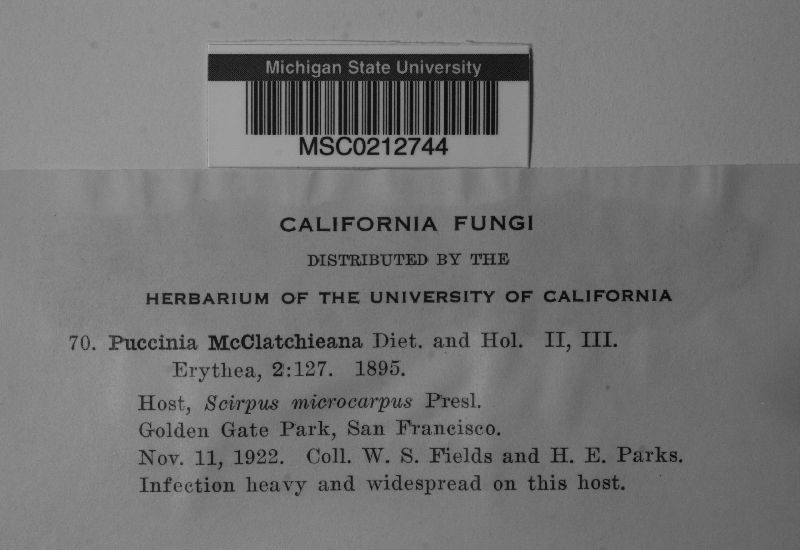 Michigan State University
MSC0212744
CALIFORNIA FUNGI
DISTRIBUTED BY THE
HERBARIUM OF THE UNIVERSITY OF CALIFORNIA
70. Puccinia McClatchieana Diet. and Hol. II, III.
Erythea, 2:127. 1895.
Host, Scirpus microcarpus Presl.
Golden Gate Park, San Francisco.
Nov. 11, 1922. Coll. W. S. Fields and H. E. Parks.
Infection heavy and widespread on this host.